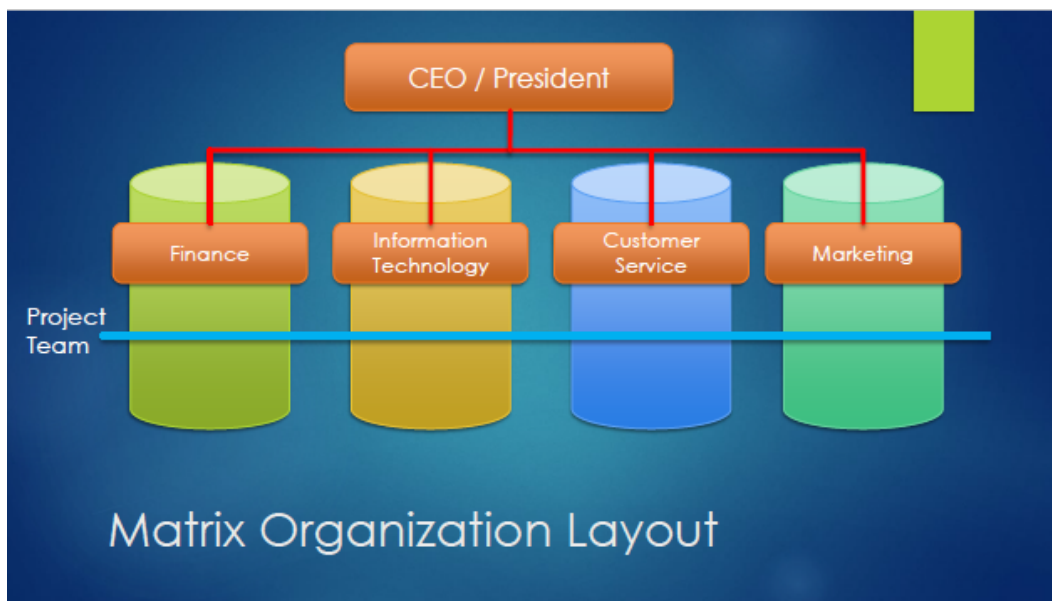 CEO / President
Finance
Information
Technology
Customer
Service
Marketing
Project
Team
Matrix Organization Layout